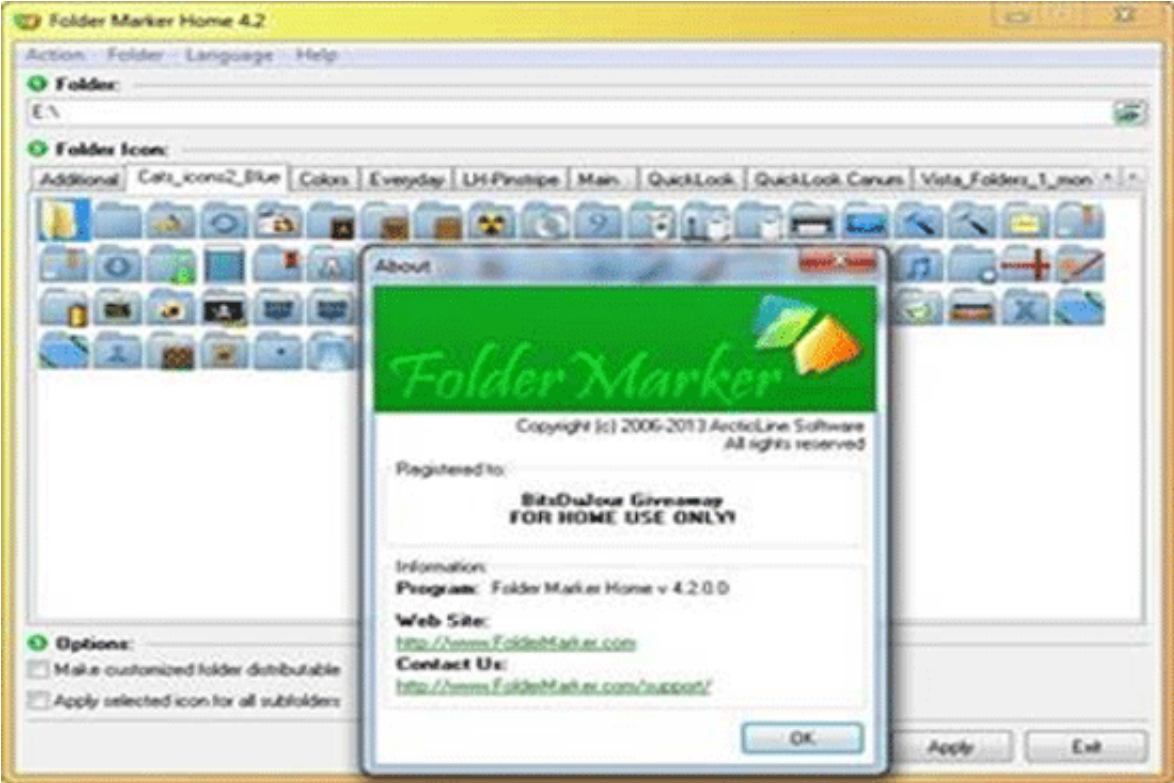 Folder Marker Home 4.2
Action Folder Language Help
Folder:
E:\
Folder Icon:
Additional Cats_icons2_Blue Colors Everyday LH-Pinstripe Main QuickLook QuickLook Canum Vista_Folders_1_mon
About
Folder Marker
Copyright (c) 2006-2013 ArcticLine Software
All rights reserved
Registered to:
BitsDuJour Giveaway
FOR HOME USE ONLY!
Information:
Program: Folder Marker Home v 4.2.0.0
Web Site:
http://www.FolderMarker.com
Contact Us:
http://www.FolderMarker.com/support/
OK
Options:
Make customized folder distributable
Apply selected icon for all subfolders
Apply Exit